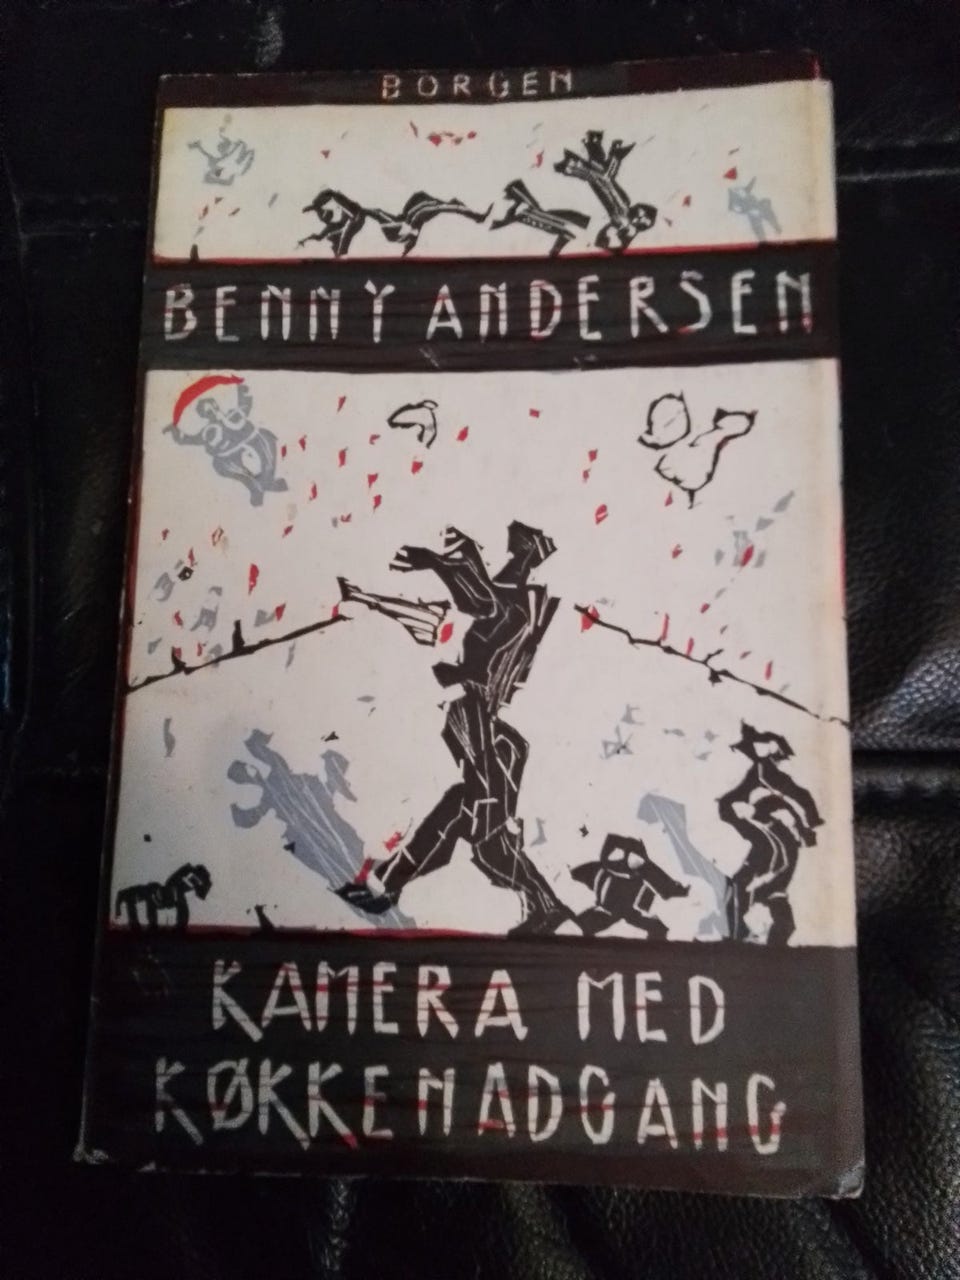 BORGEN
BENNY ANDERSEN
KAMERA MED
KØKKENADGANG